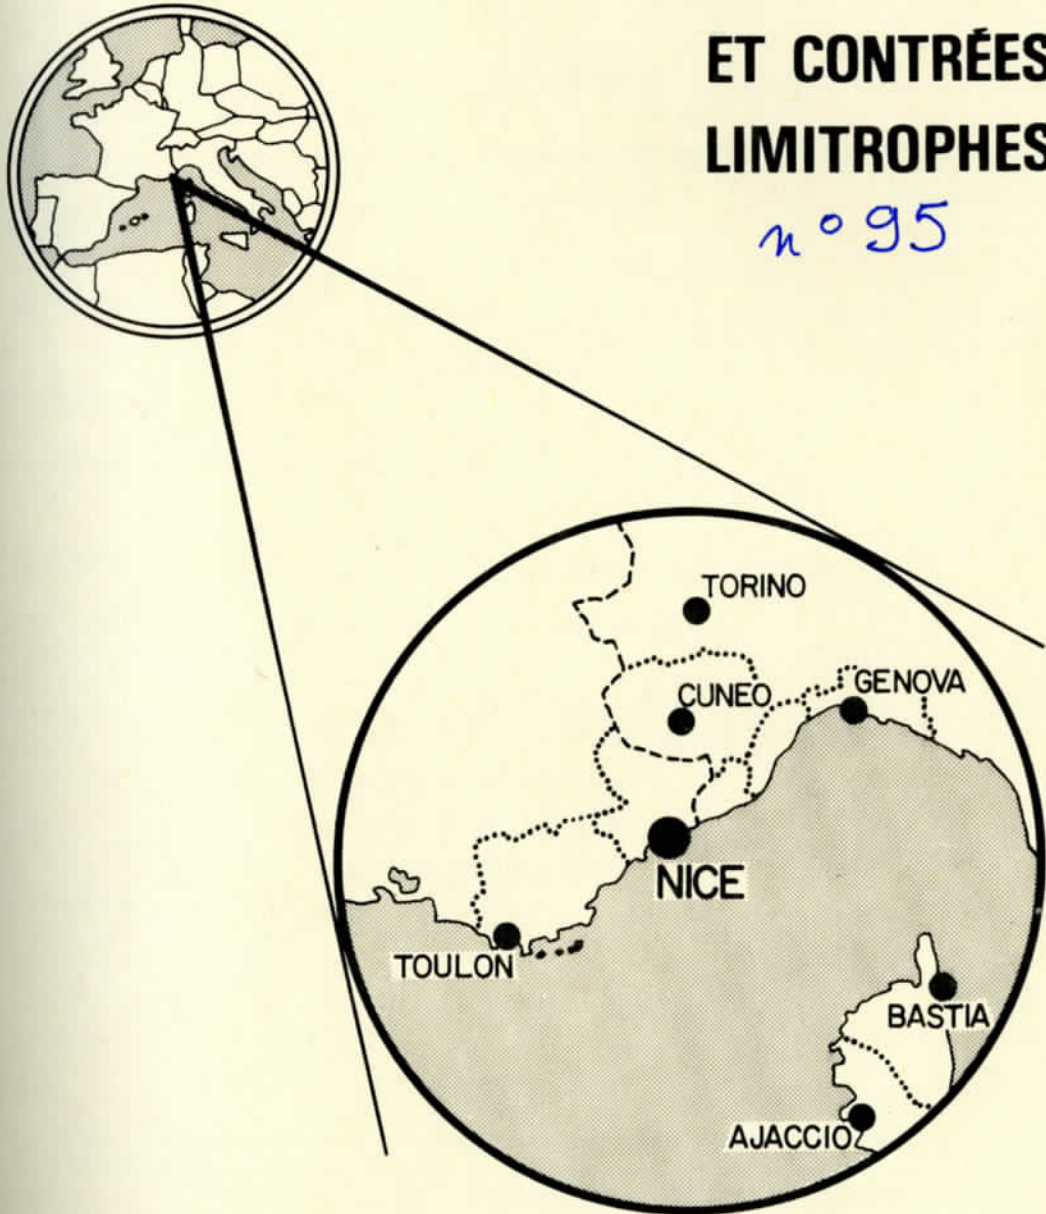 ET CONTRÉES
LIMITROPHES
n° 95
TORINO
CUNEO
GENOVA
NICE
TOULON
BASTIA
AJACCIO